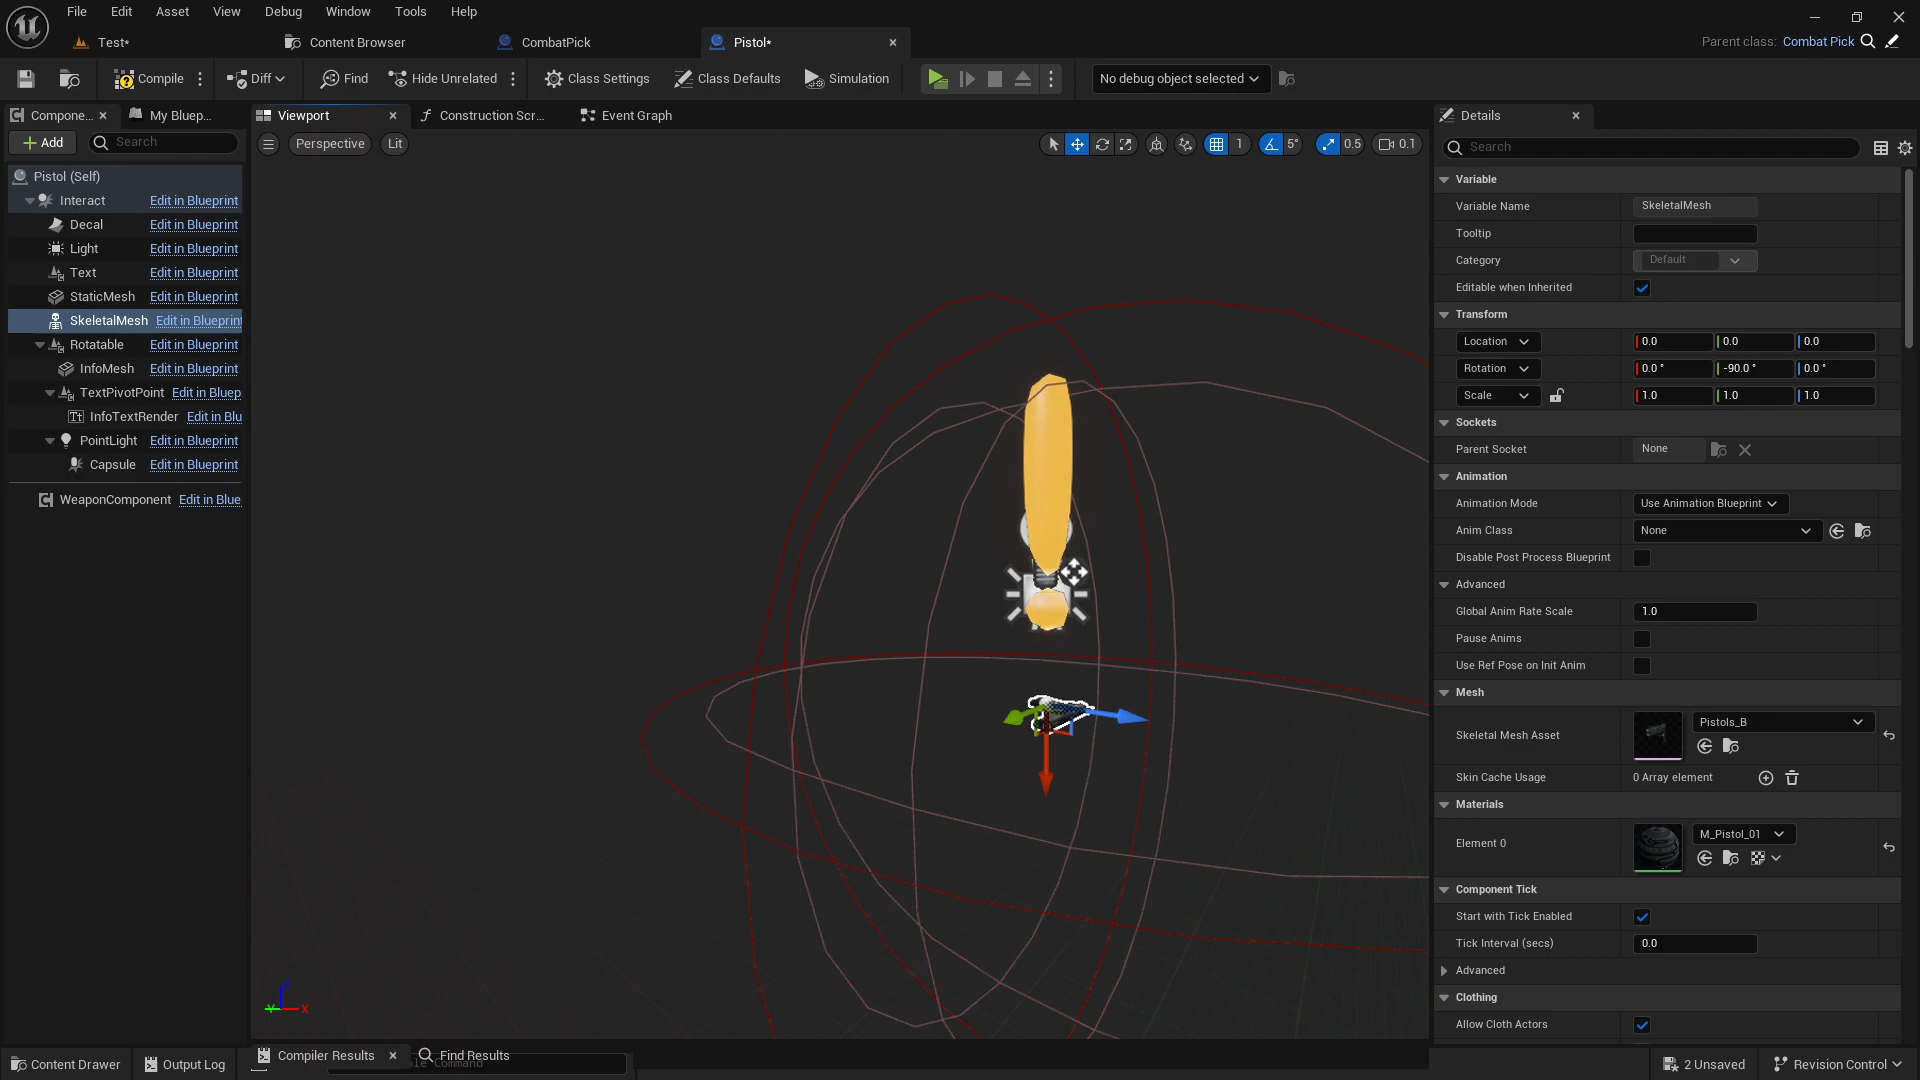 File Edit Asset View Debug Window Tools Help
Test* Content Browser CombatPick Pistol*
Parent class: Combat Pick
Compile Diff Find Hide Unrelated Class Settings Class Defaults Simulation No debug object selected
Compone... My Bluep... Viewport Construction Scr... Event Graph Details
Add Search Perspective Lit 1 5° 0.5 0.1 Search
Pistol (Self)
Interact Edit in Blueprint
Decal Edit in Blueprint
Light Edit in Blueprint
Text Edit in Blueprint
StaticMesh Edit in Blueprint
SkeletalMesh Edit in Blueprint
Rotatable Edit in Blueprint
InfoMesh Edit in Blueprint
TextPivotPoint Edit in Bluep
InfoTextRender Edit in Blu
PointLight Edit in Blueprint
Capsule Edit in Blueprint
WeaponComponent Edit in Blue
Variable
Variable Name SkeletalMesh
Tooltip
Category Default
Editable when Inherited
Transform
Location 0.0 0.0 0.0
Rotation 0.0 ° -90.0 ° 0.0 °
Scale 1.0 1.0 1.0
Sockets
Parent Socket None
Animation
Animation Mode Use Animation Blueprint
Anim Class None
Disable Post Process Blueprint
Advanced
Global Anim Rate Scale 1.0
Pause Anims
Use Ref Pose on Init Anim
Mesh
Skeletal Mesh Asset Pistols_B
Skin Cache Usage 0 Array element
Materials
Element 0 M_Pistol_01
Component Tick
Start with Tick Enabled
Tick Interval (secs) 0.0
Advanced
Clothing
Allow Cloth Actors
Z Y X
Compiler Results Find Results
Content Drawer Output Log Command 2 Unsaved Revision Control